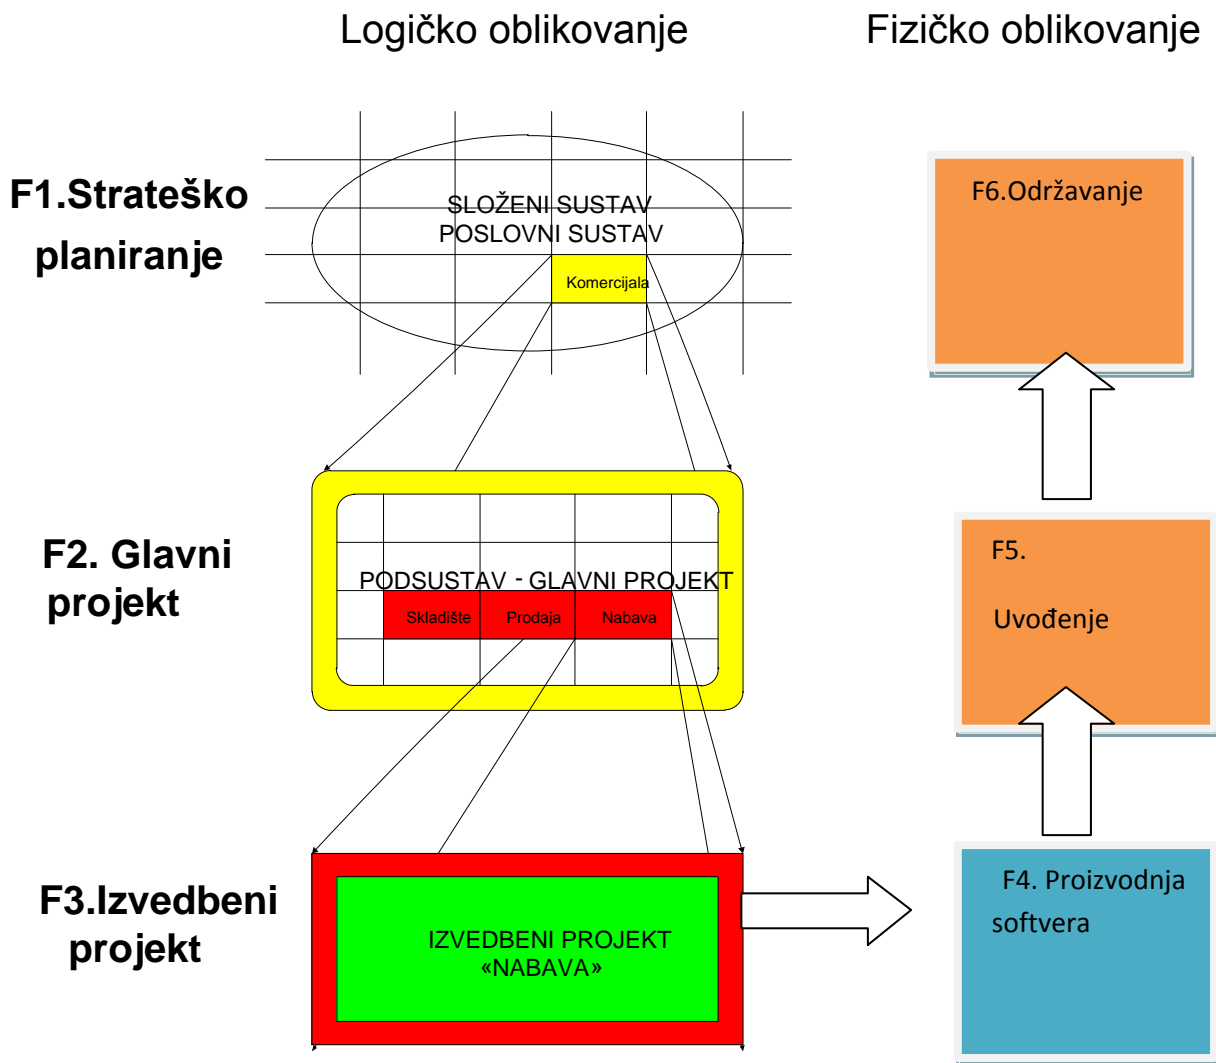 Logičko oblikovanje
Fizičko oblikovanje
F1.Strateško
planiranje
SLOŽENI SUSTAV
POSLOVNI SUSTAV
Komercijala
F6.Održavanje
F2. Glavni
projekt
PODSUSTAV - GLAVNI PROJEKT
Skladište Prodaja Nabava
F5.
Uvođenje
F3.Izvedbeni
projekt
IZVEDBENI PROJEKT
«NABAVA»
F4. Proizvodnja
softvera